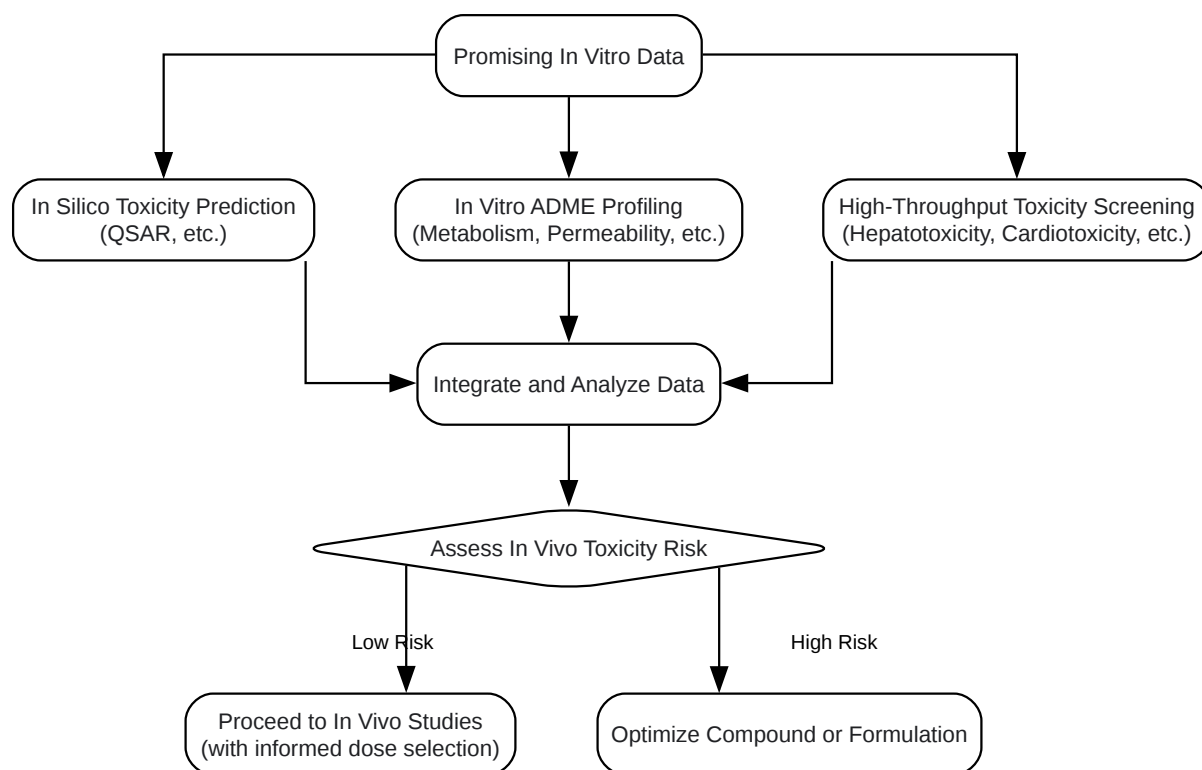 Promising In Vitro Data
In Silico Toxicity Prediction
(QSAR, etc.)
In Vitro ADME Profiling
(Metabolism, Permeability, etc.)
High-Throughput Toxicity Screening
(Hepatotoxicity, Cardiotoxicity, etc.)
Integrate and Analyze Data
Assess In Vivo Toxicity Risk
Low Risk
High Risk
Proceed to In Vivo Studies
(with informed dose selection)
Optimize Compound or Formulation